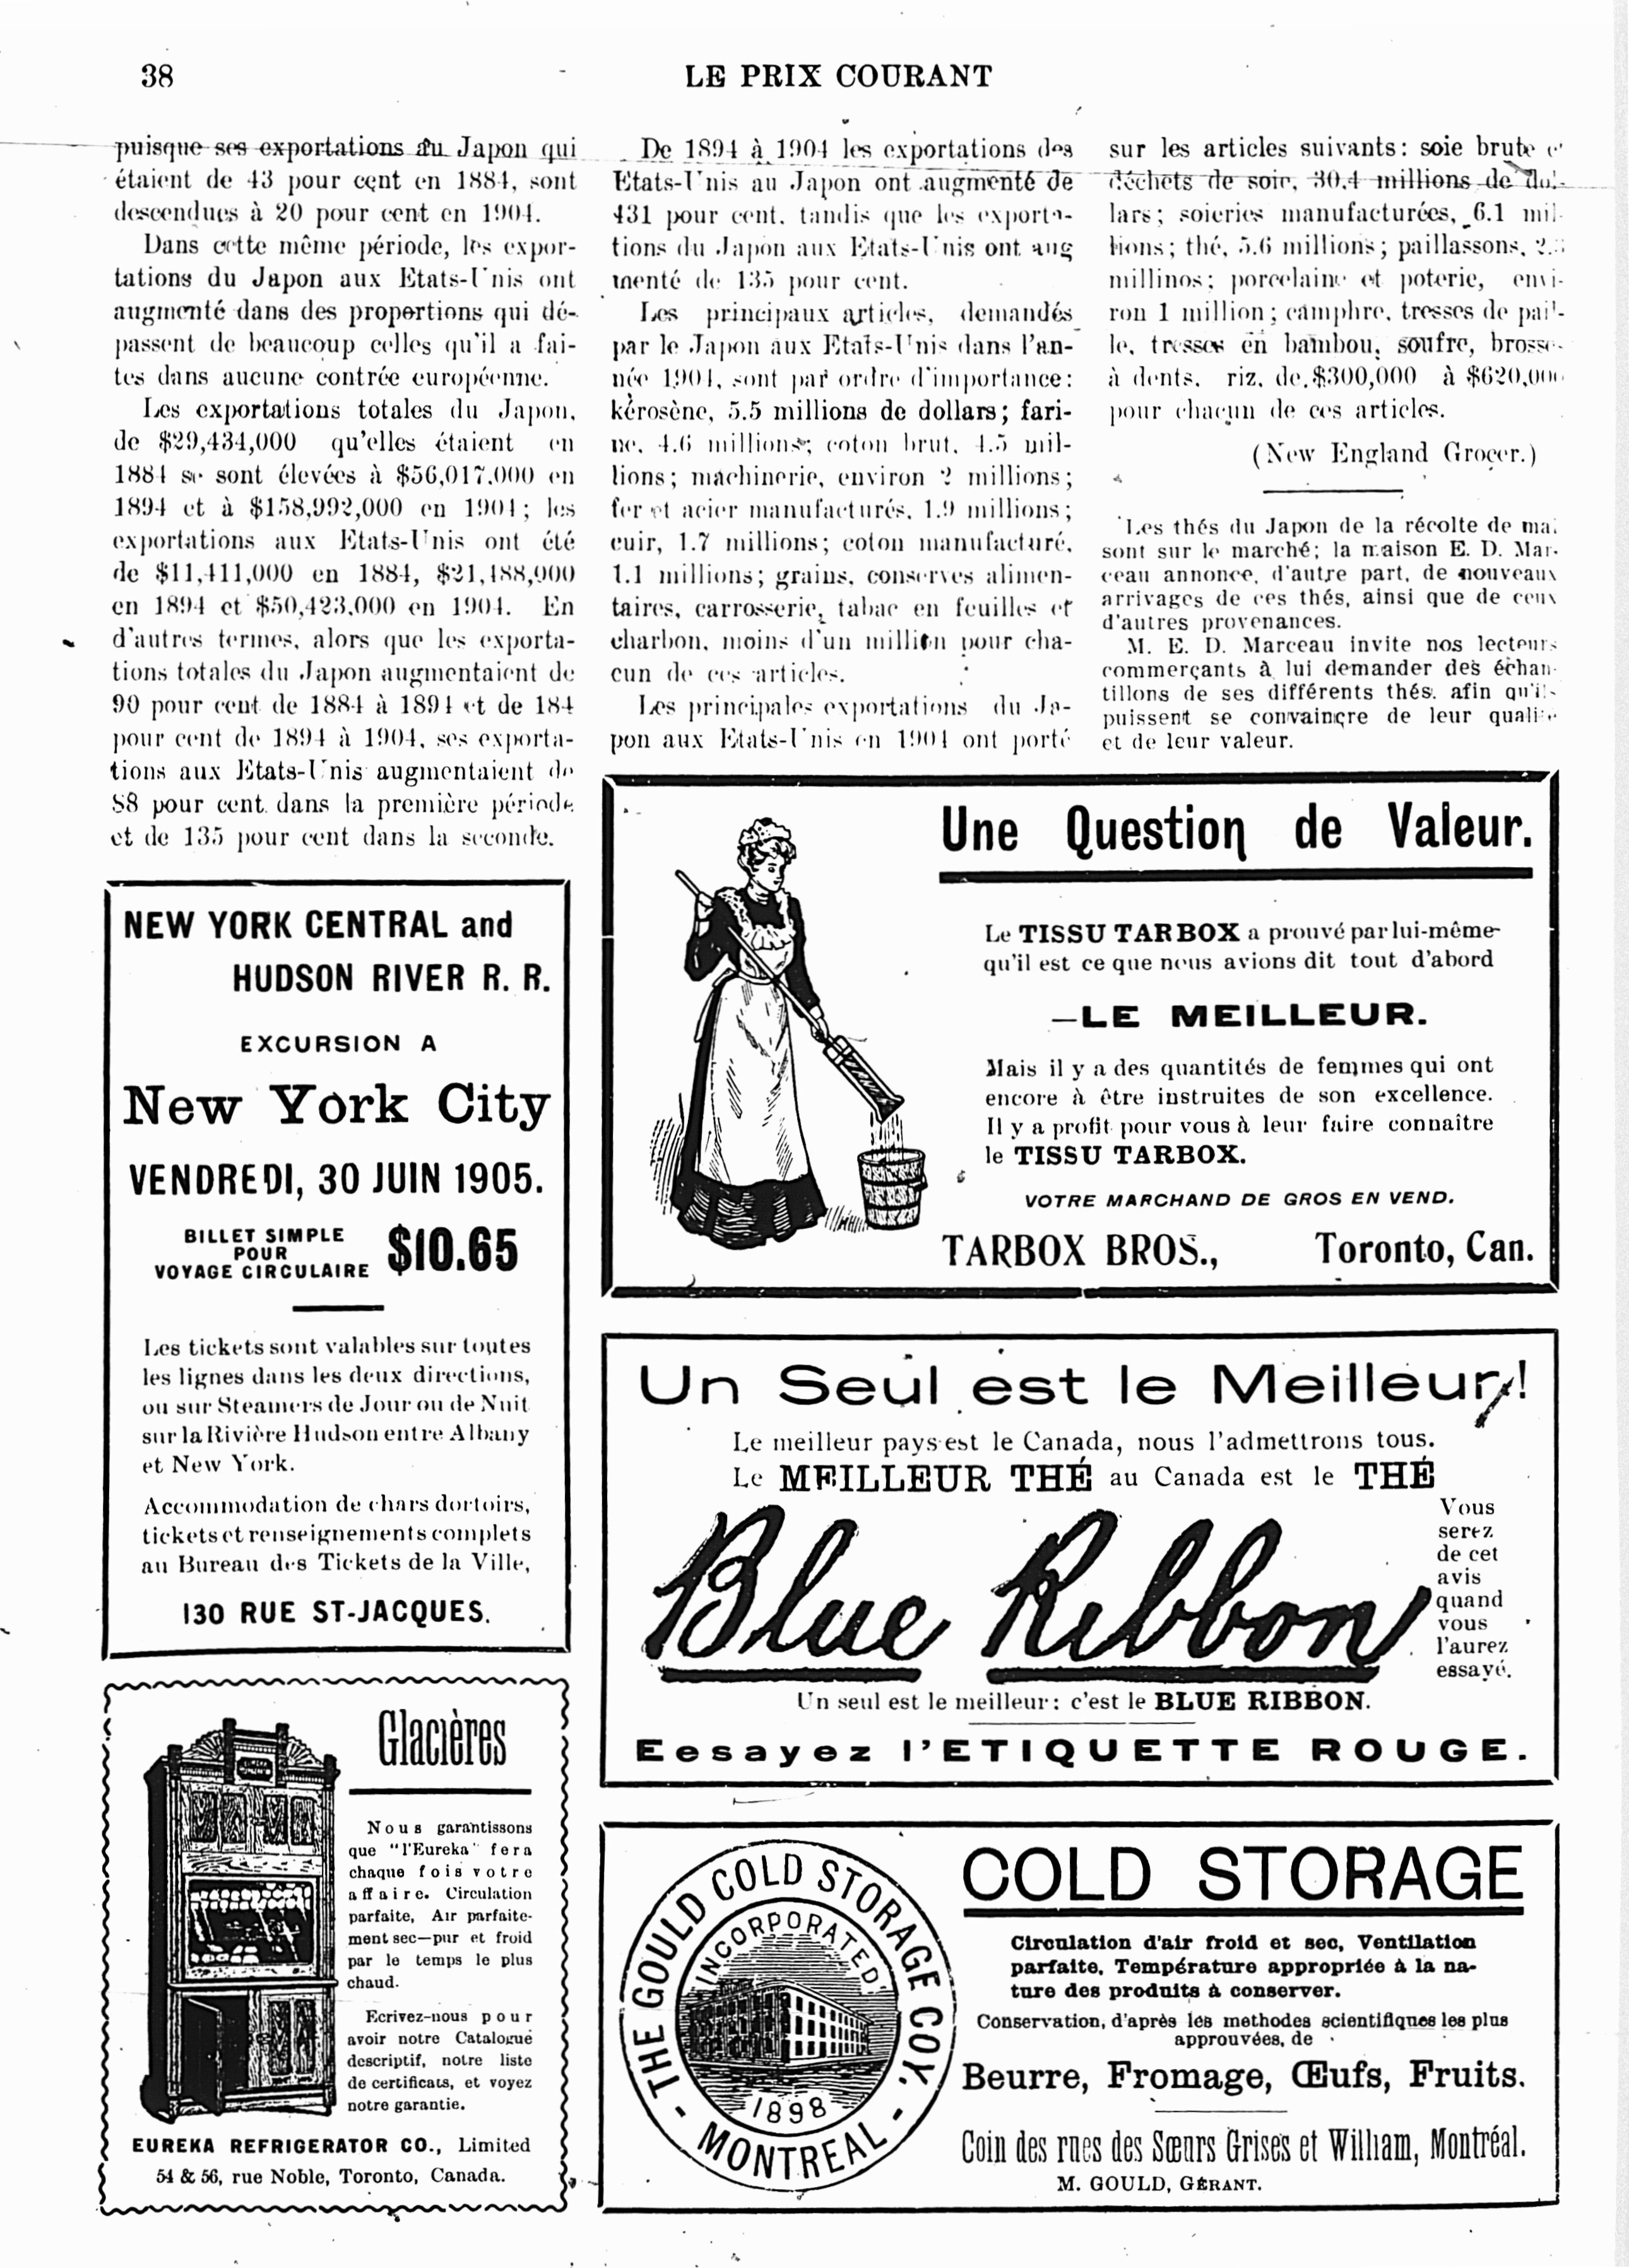 38
LE PRIX COURANT
puisque ses exportations au Japon qui
étaient de 43 pour cent en 1884, sont
descendues à 20 pour cent en 1904.
Dans cette même période, les expor-
tations du Japon aux Etats-Unis ont
augmenté dans des proportions qui dé-
passent de beaucoup celles qu'il a fai-
tes dans aucune contrée européenne.
Les exportations totales du Japon,
de $29,434,000 qu'elles étaient en
1884 se sont élevées à $56,017,000 en
1894 et à $158,992,000 en 1904; les
exportations aux Etats-Unis ont été
de $11,411,000 en 1884, $21,488,000
en 1894 et $50,423,000 en 1904. En
d'autres termes, alors que les exporta-
tions totales du Japon augmentaient de
90 pour cent de 1884 à 1894 et de 184
pour cent de 1894 à 1904, ses exporta-
tions aux Etats-Unis augmentaient de
88 pour cent dans la première période
et de 135 pour cent dans la seconde.
De 1894 à 1904 les exportations des
Etats-Unis au Japon ont augmenté de
431 pour cent, tandis que les exporta-
tions du Japon aux Etats-Unis ont aug
menté de 135 pour cent.
Les principaux articles, demandés
par le Japon aux Etats-Unis dans l'an-
née 1904, sont par ordre d'importance:
kérosène, 5.5 millions de dollars; fari-
ne, 4.6 millions; coton brut, 4.5 mil-
lions; machinerie, environ 2 millions;
fer et acier manufacturés, 1.9 millions;
cuir, 1.7 millions; coton manufacturé,
1.1 millions; grains, conserves alimen-
taires, carrosserie, tabac en feuilles et
charbon, moins d'un million pour cha-
cun de ces articles.
Les principales exportations du Ja-
pon aux Etats-Unis en 1904 ont porté
sur les articles suivants: soie brute e
déchets de soie, 30.4 millions de dol-
lars; soieries manufacturées, 6.1 mil-
lions; thé, 5.6 millions; paillassons,
millinos; porcelaine et poterie, envi-
ron 1 million; camphre, tresses de pail-
le, tresses en bambou, soufre, brosse-
à dents, riz, de $300,000 à $620,000
pour chacun de ces articles.
(New England Grocer.)
Les thés du Japon de la récolte de mai
sont sur le marché; la maison E. D. Mar-
ceau annonce, d'autre part, de nouveaux
arrivages de ces thés, ainsi que de ceux
d'autres provenances.
M. E. D. Marceau invite nos lecteurs
commerçants à lui demander des échan-
tillons de ses différents thés, afin qu'ils
puissent se convaincre de leur qualité
et de leur valeur.
NEW YORK CENTRAL and
HUDSON RIVER R. R.
EXCURSION A
New York City
VENDREDI, 30 JUIN 1905.
BILLET SIMPLE
POUR
VOYAGE CIRCULAIRE
$10.65
Les tickets sont valables sur toutes
les lignes dans les deux directions,
ou sur Steamers de Jour ou de Nuit
sur la Rivière Hudson entre Albany
et New York.
Accommodation de chars dortoirs,
tickets et renseignements complets
au Bureau des Tickets de la Ville,
130 RUE ST-JACQUES.
Glacières
Nous garantissons
que "l'Eureka" fera
chaque fois votre
affaire. Circulation
parfaite, Air parfaite-
ment sec—pur et froid
par le temps le plus
chaud.
Ecrivez-nous pour
avoir notre Catalogue
descriptif, notre liste
de certificats, et voyez
notre garantie.
EUREKA REFRIGERATOR CO., Limited
54 & 56, rue Noble, Toronto, Canada.
Une Question de Valeur.
Le TISSU TARBOX a prouvé par lui-même
qu'il est ce que nous avions dit tout d'abord
—LE MEILLEUR.
Mais il y a des quantités de femmes qui ont
encore à être instruites de son excellence.
Il y a profit pour vous à leur faire connaître
le TISSU TARBOX.
VOTRE MARCHAND DE GROS EN VEND.
TARBOX BROS., Toronto, Can.
Un Seul est le Meilleur!
Le meilleur pays est le Canada, nous l'admettrons tous.
Le MEILLEUR THÉ au Canada est le THÉ
Blue Ribbon
Vous
serez
de cet
avis
quand
vous
l'aurez
essayé.
Un seul est le meilleur: c'est le BLUE RIBBON.
Eesayez l'ETIQUETTE ROUGE.
THE GOULD COLD STORAGE COY.
INCORPORATED
1898
- MONTREAL -
COLD STORAGE
Circulation d'air froid et sec, Ventilation
parfaite, Température appropriée à la na-
ture des produits à conserver.
Conservation, d'après les methodes scientifiques les plus
approuvées, de
Beurre, Fromage, Œufs, Fruits.
Coin des rues des Sœurs Grises et William, Montréal.
M. GOULD, GÉRANT.